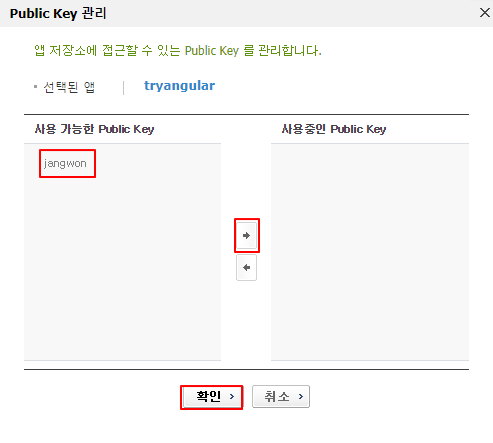 Public Key 관리
앱 저장소에 접근할 수 있는 Public Key 를 관리합니다.
선택된 앱 tryangular
사용 가능한 Public Key 사용중인 Public Key
jangwon
확인 취소